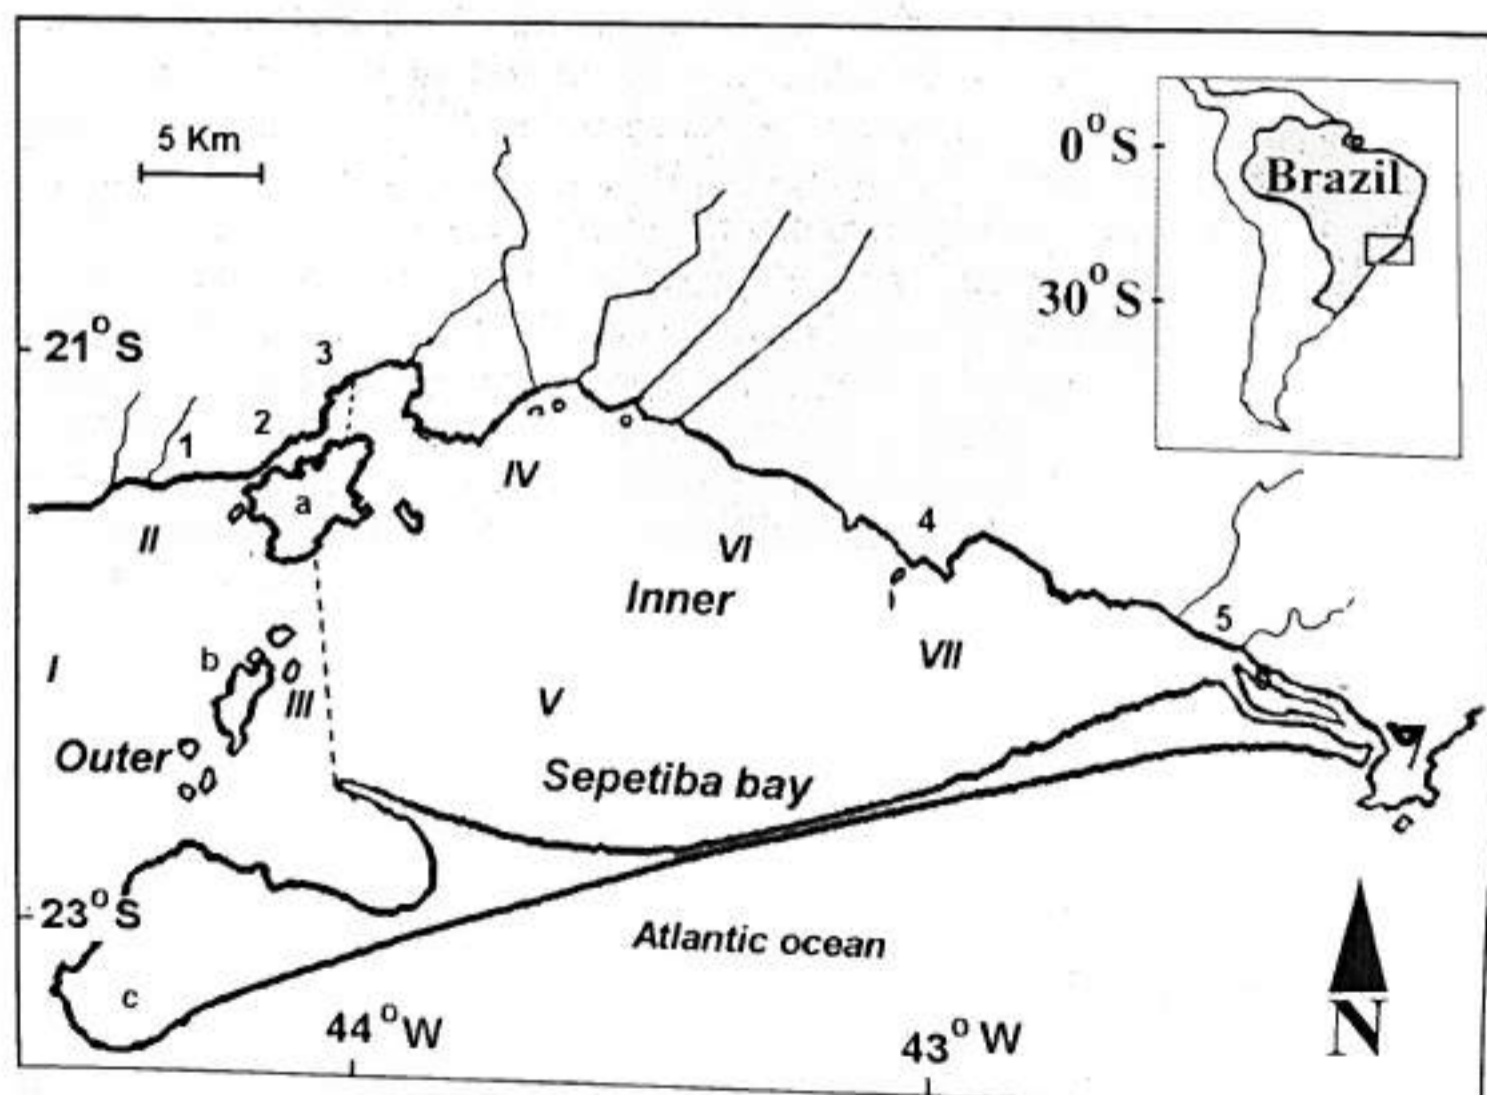 5 Km
0°S
Brazil
30°S
21°S
3
2
1
a
II
IV
4
VI
Inner
5
I
b
III
VII
V
Outer
Sepetiba bay
23°S
Atlantic ocean
c
44°W
43°W
N